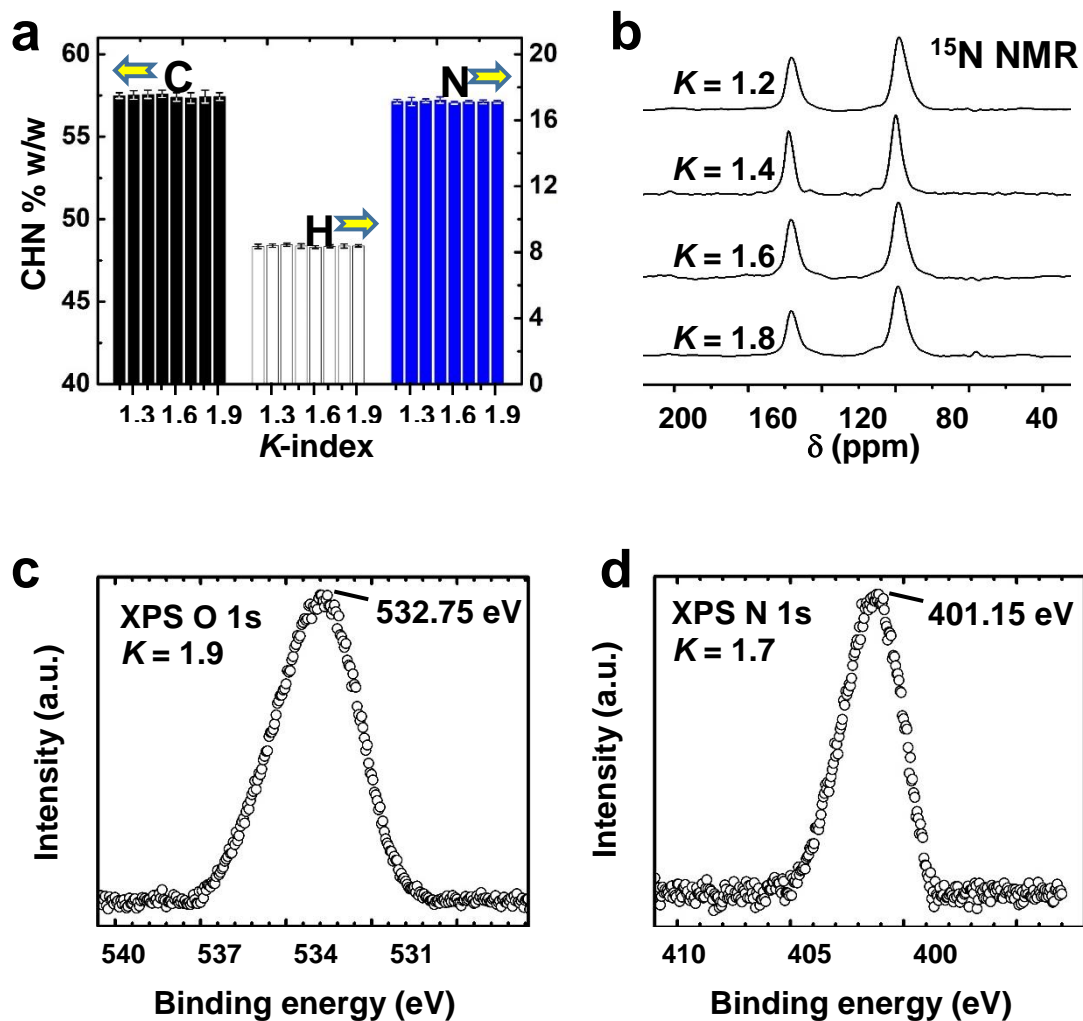 a
CHN % w/w
60
55
50
45
40
C
H
N
20
16
12
8
4
0
1.3 1.6 1.9 1.3 1.6 1.9 1.3 1.6 1.9
K-index
b
¹⁵N NMR
K = 1.2
K = 1.4
K = 1.6
K = 1.8
200 160 120 80 40
δ (ppm)
c
XPS O 1s
K = 1.9
532.75 eV
Intensity (a.u.)
540 537 534 531
Binding energy (eV)
d
XPS N 1s
K = 1.7
401.15 eV
Intensity (a.u.)
410 405 402 400
Binding energy (eV)